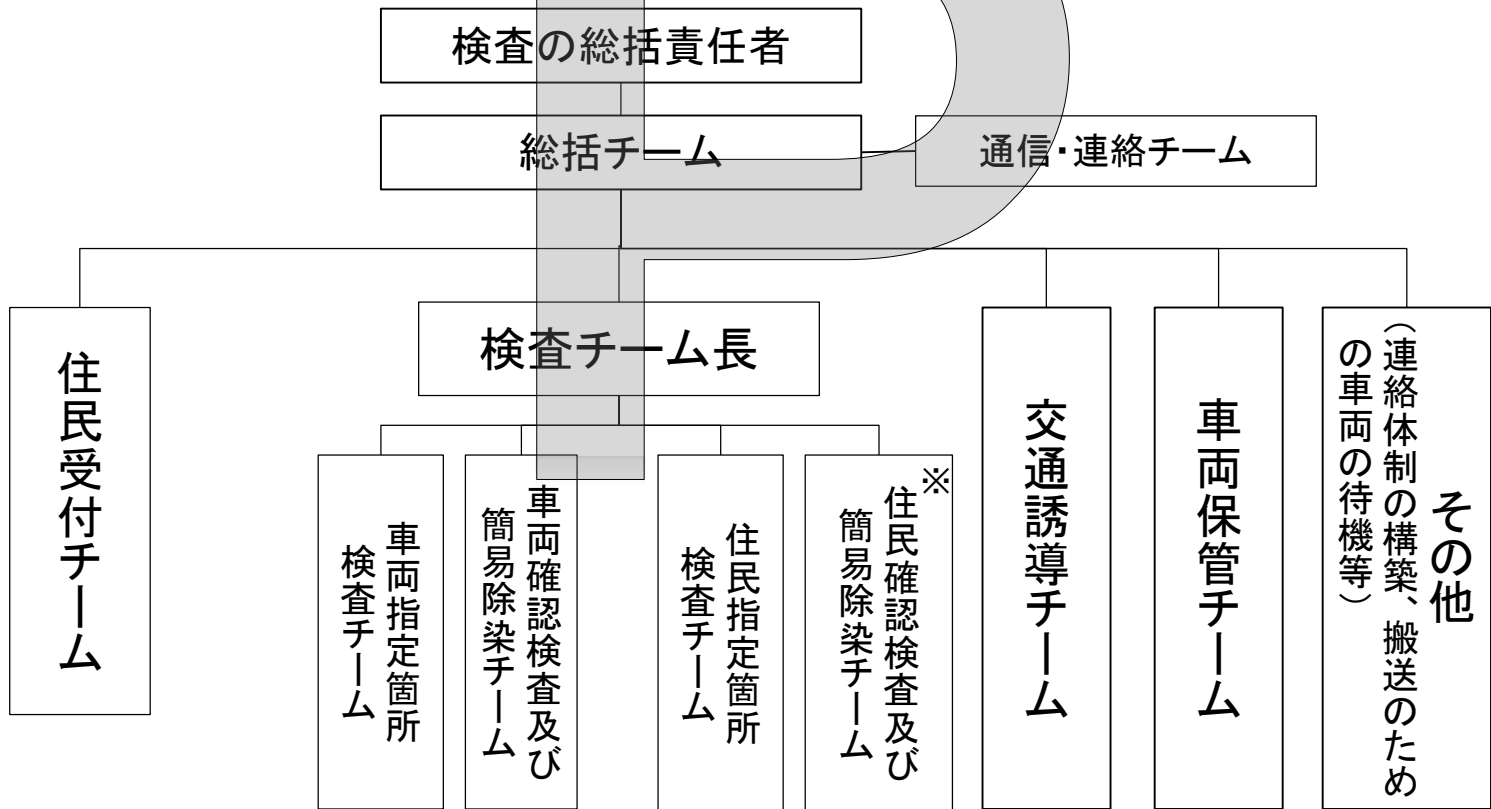 検査の総括責任者
総括チーム
通信・連絡チーム
住民受付チーム
検査チーム長
車両指定箇所
検査チーム
車両確認検査及び
簡易除染チーム
住民指定箇所
検査チーム
※
住民確認検査及び
簡易除染チーム
交通誘導チーム
車両保管チーム
その他
（連絡体制の構築、搬送のため
の車両の待機等）